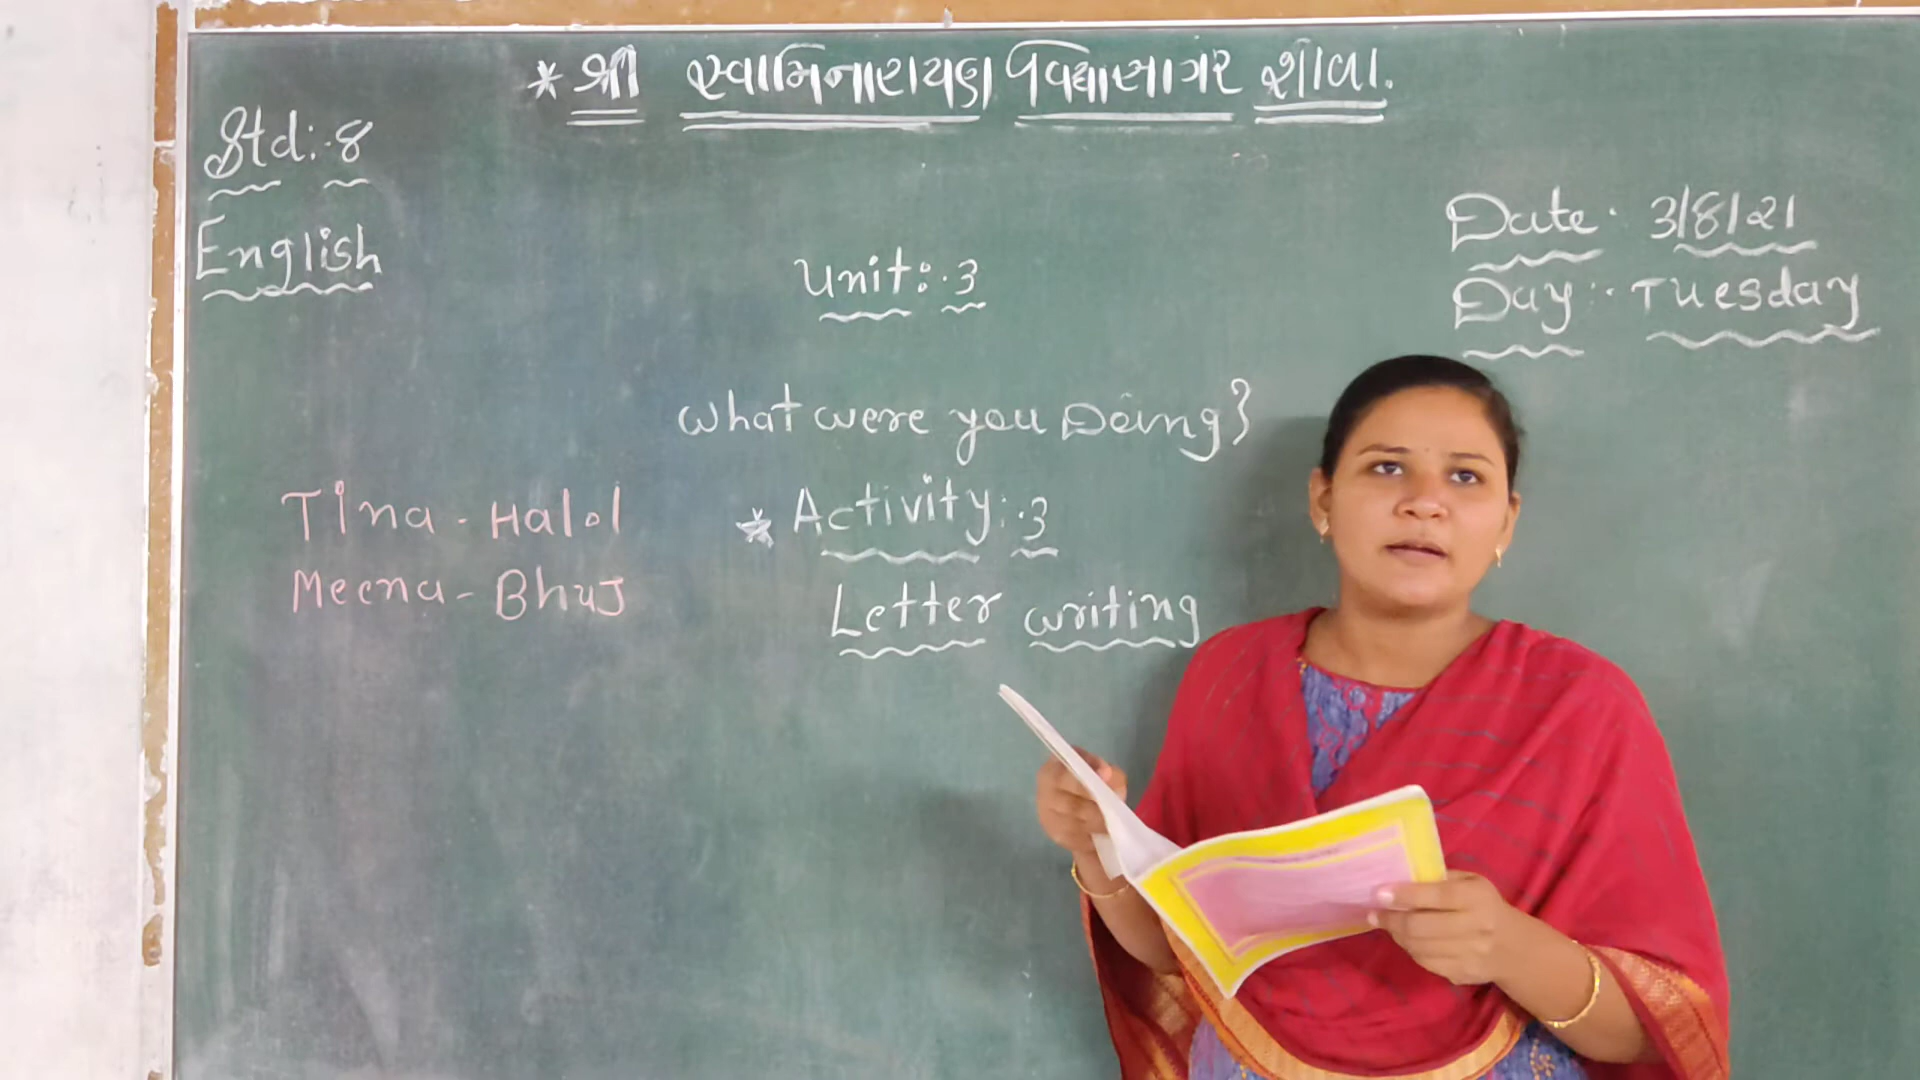 * શ્રી સ્વામિનારાયણ વિદ્યાસાગર શાળા.
Std:-8
English
Date- 3/8/21
Day:- Tuesday
Unit:-3
What were you Doing?
* Activity:-3
Letter writing
Tina-Halol
Meena-Bhuj